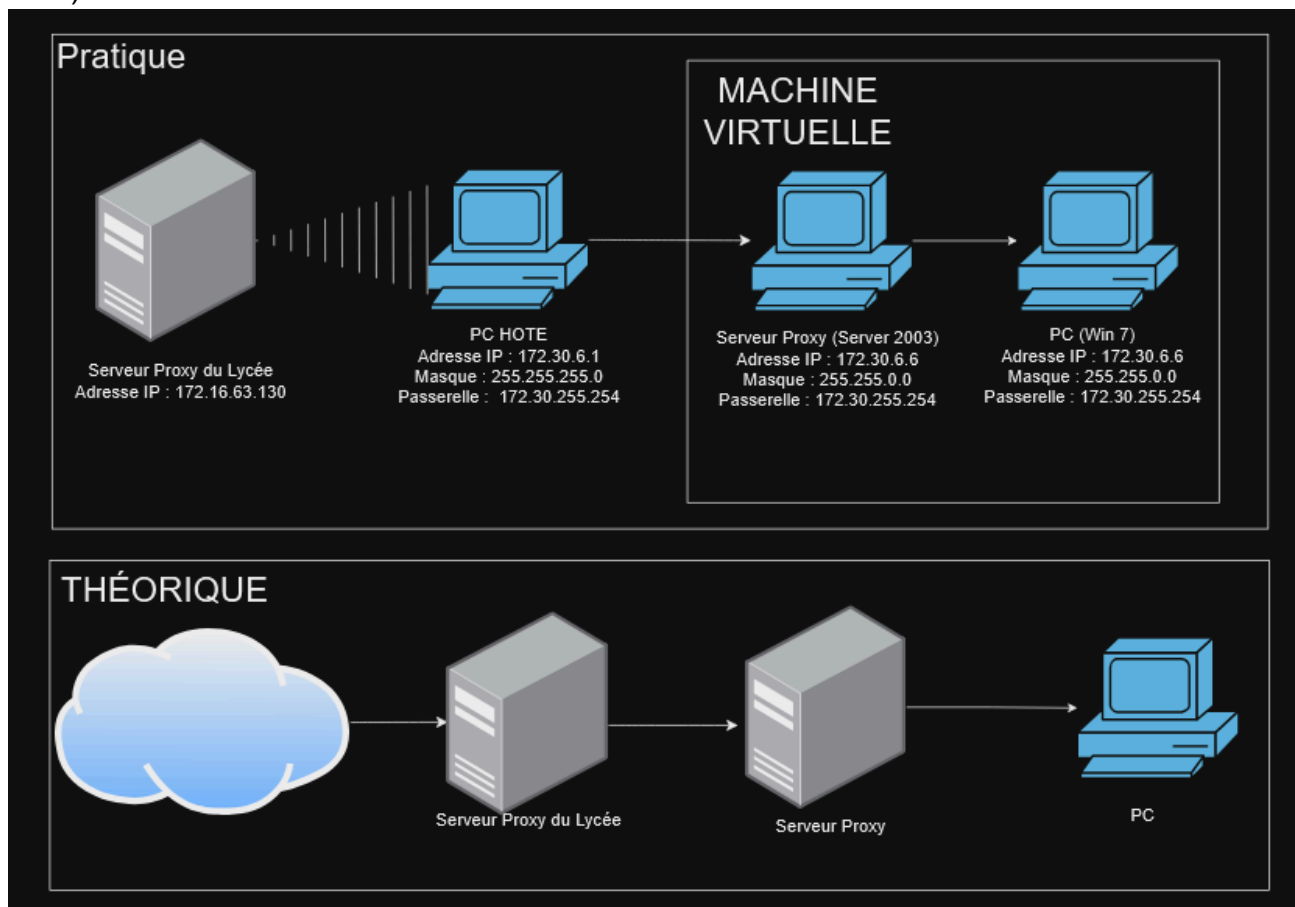 Pratique
MACHINE
VIRTUELLE
Serveur Proxy du Lycée
Adresse IP : 172.16.63.130
PC HOTE
Adresse IP : 172.30.6.1
Masque : 255.255.255.0
Passerelle : 172.30.255.254
Serveur Proxy (Server 2003)
Adresse IP : 172.30.6.6
Masque : 255.255.0.0
Passerelle : 172.30.255.254
PC (Win 7)
Adresse IP : 172.30.6.6
Masque : 255.255.0.0
Passerelle : 172.30.255.254
THÉORIQUE
Serveur Proxy du Lycée
Serveur Proxy
PC